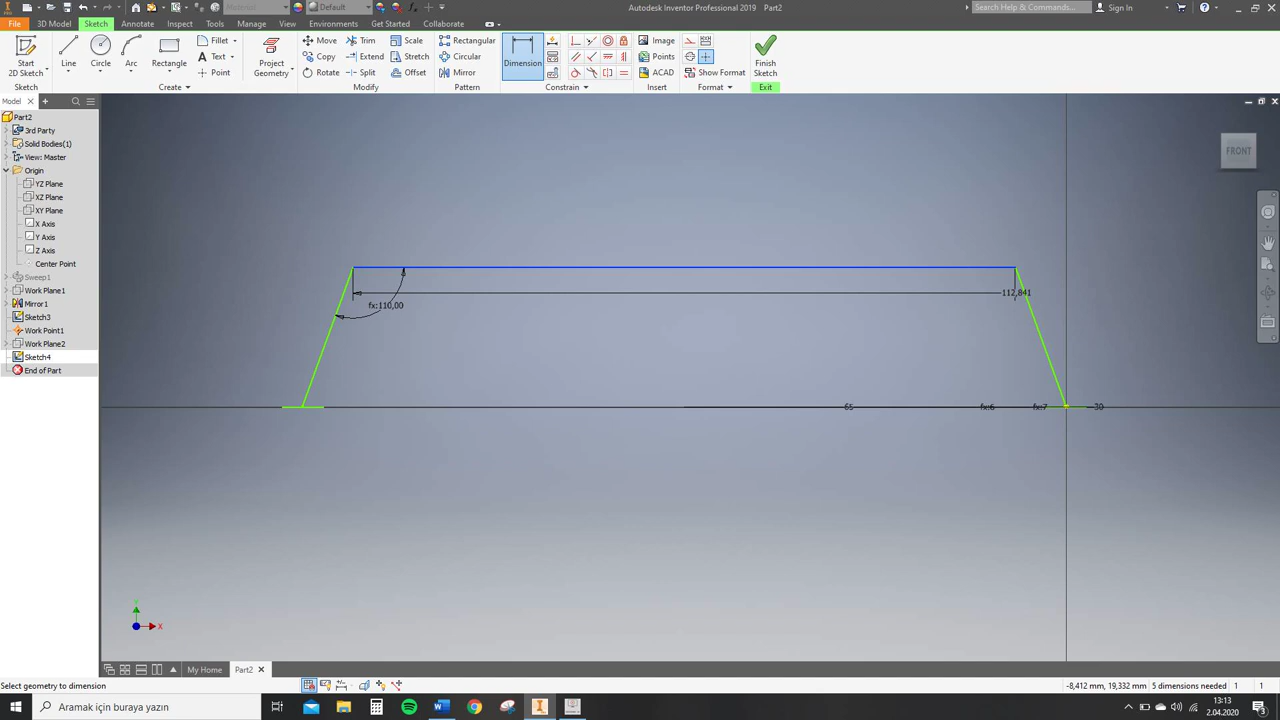 Material
Default
Autodesk Inventor Professional 2019 Part2
Search Help & Commands...
Sign In
File
3D Model
Sketch
Annotate
Inspect
Tools
Manage
View
Environments
Get Started
Collaborate
Start
2D Sketch
Line
Circle
Arc
Rectangle
Fillet
Text
Point
Project
Geometry
Move
Copy
Rotate
Trim
Extend
Split
Scale
Stretch
Offset
Rectangular
Circular
Mirror
Dimension
Image
Points
ACAD
Show Format
Finish
Sketch
Sketch
Create
Modify
Pattern
Constrain
Insert
Format
Exit
Model
Part2
3rd Party
Solid Bodies(1)
View: Master
Origin
YZ Plane
XZ Plane
XY Plane
X Axis
Y Axis
Z Axis
Center Point
Sweep1
Work Plane1
Mirror1
Sketch3
Work Point1
Work Plane2
Sketch4
End of Part
FRONT
112,841
fx:110,00
65
fx:6
fx:7
30
Y
X
My Home
Part2
Select geometry to dimension
-8,412 mm, 19,332 mm
5 dimensions needed
1
1
Aramak için buraya yazın
13:13
2.04.2020